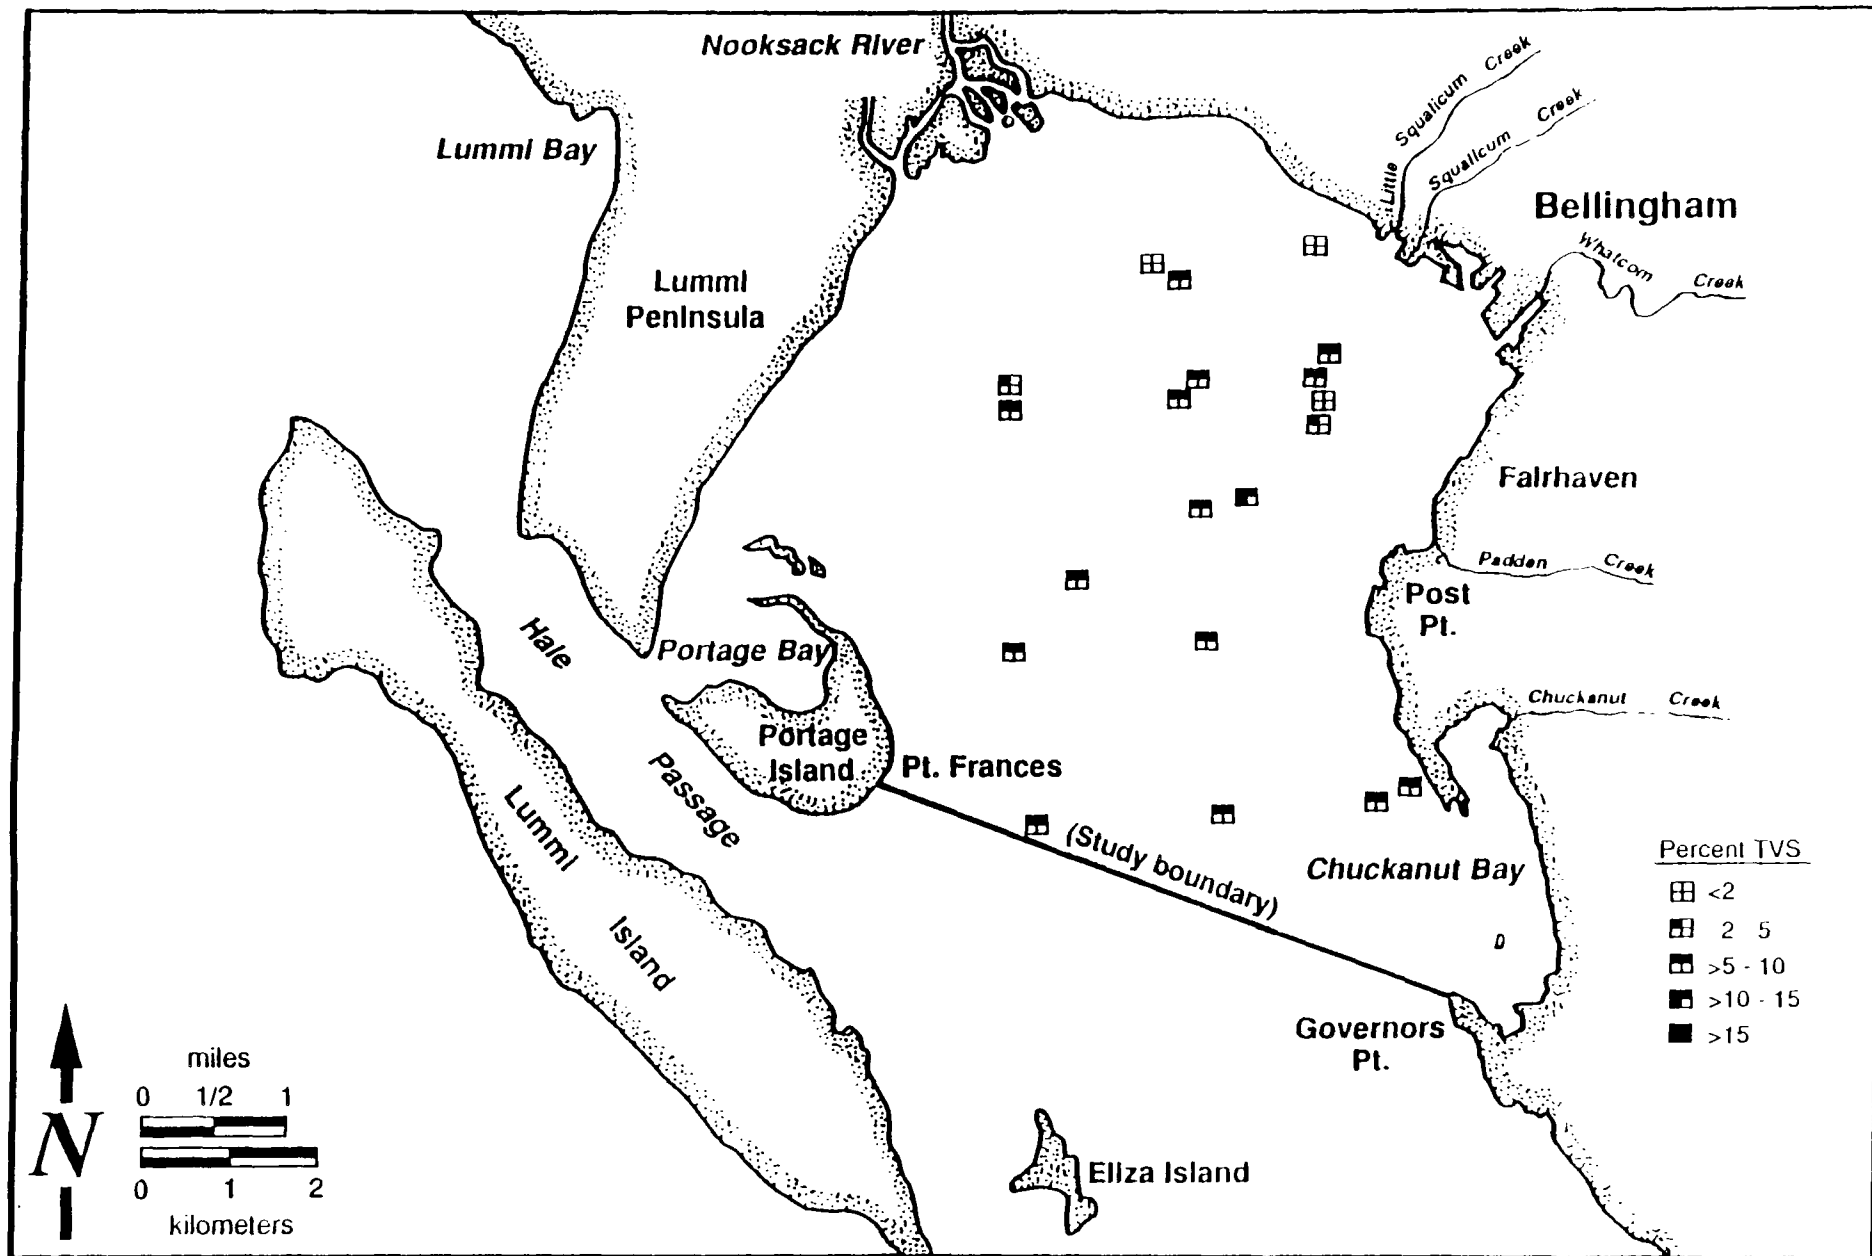 Nooksack River
Little Squalicum Creek
Squalicum Creek
Lummi Bay
Bellingham
Whatcom Creek
Lummi
Peninsula
Fairhaven
Padden Creek
Post
Pt.
Hale
Passage
Portage Bay
Chuckanut Creek
Portage
Island
Pt. Frances
Lummi
Island
(Study boundary)
Chuckanut Bay
Percent TVS
<2
2 5
>5 - 10
>10 - 15
>15
Governors
Pt.
miles
0 1/2 1
N
0 1 2
kilometers
Eliza Island